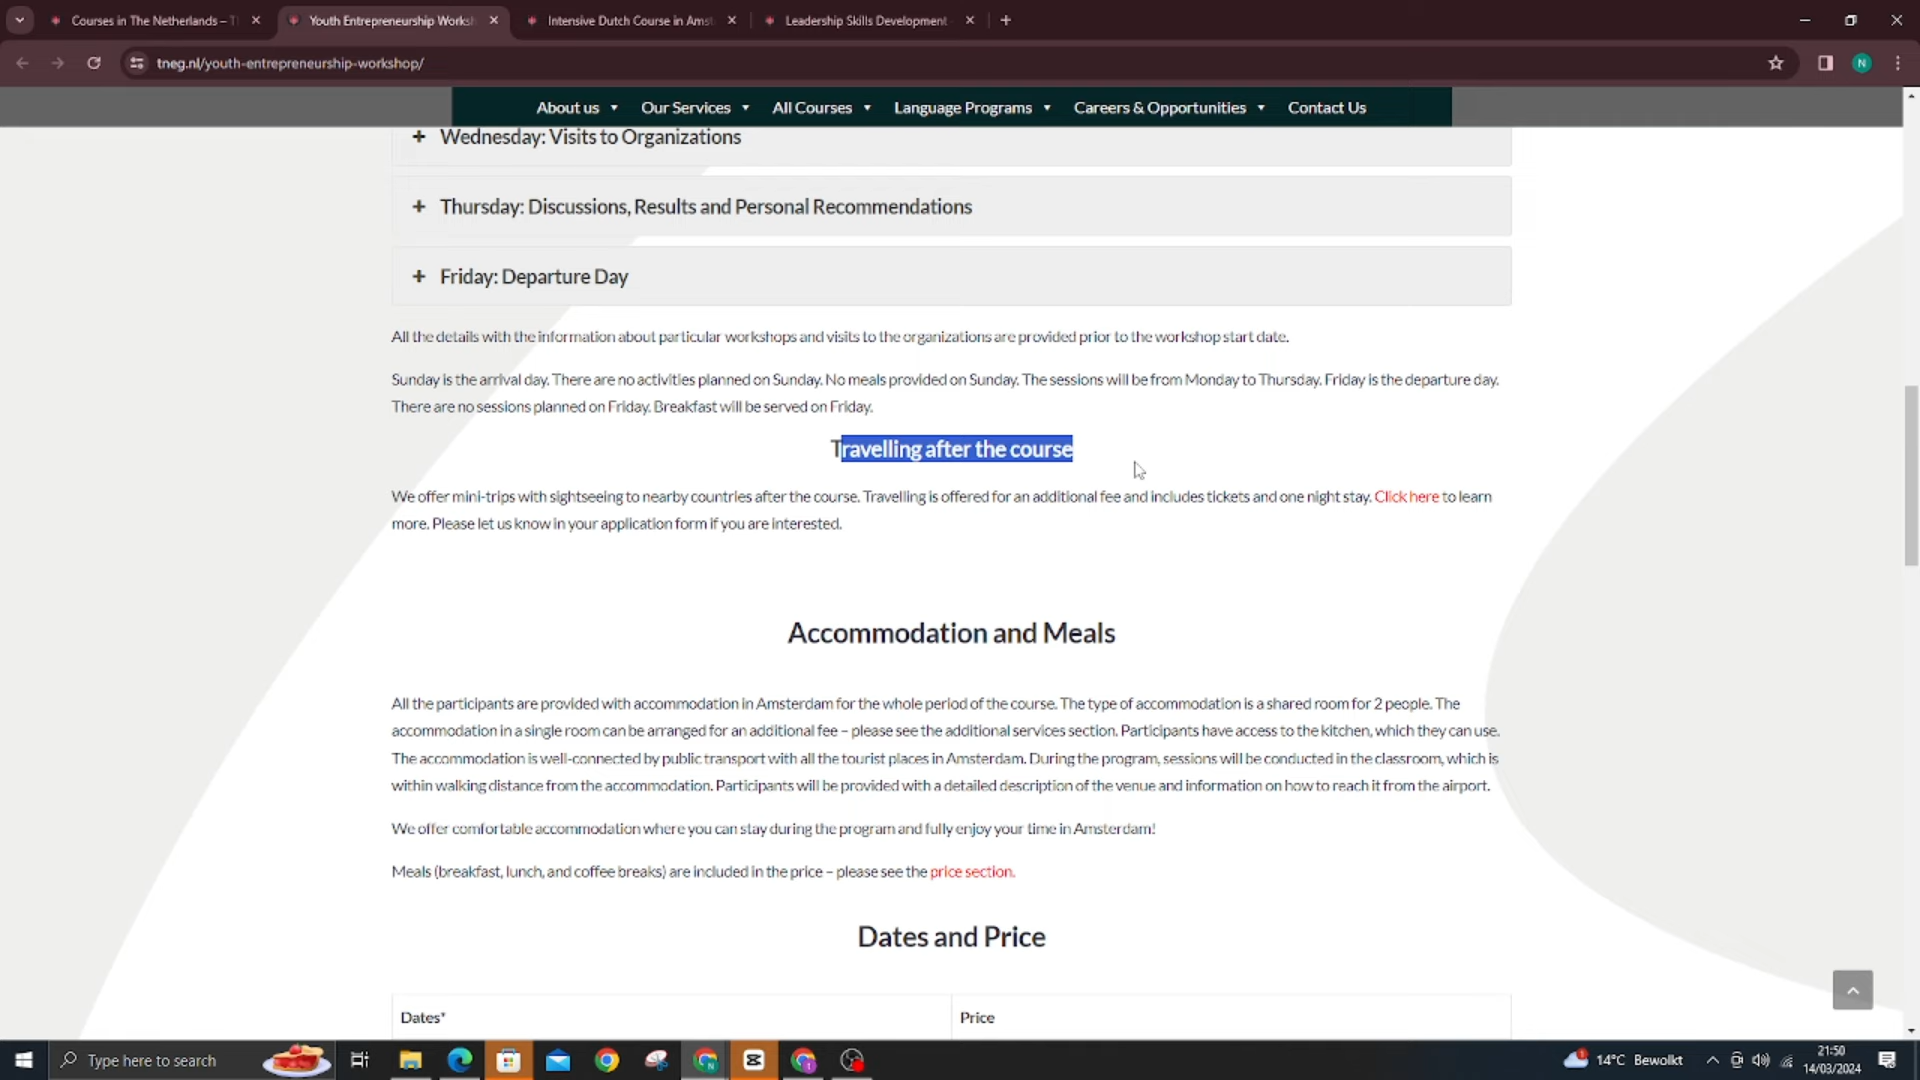 Courses in The Netherlands – T
Youth Entrepreneurship Works
Intensive Dutch Course in Ams
Leadership Skills Development
tneg.nl/youth-entrepreneurship-workshop/
N
About us
Our Services
All Courses
Language Programs
Careers & Opportunities
Contact Us
+ Wednesday: Visits to Organizations
+ Thursday: Discussions, Results and Personal Recommendations
+ Friday: Departure Day
All the details with the information about particular workshops and visits to the organizations are provided prior to the workshop start date.
Sunday is the arrival day. There are no activities planned on Sunday. No meals provided on Sunday. The sessions will be from Monday to Thursday. Friday is the departure day.
There are no sessions planned on Friday. Breakfast will be served on Friday.
Travelling after the course
We offer mini-trips with sightseeing to nearby countries after the course. Travelling is offered for an additional fee and includes tickets and one night stay. Click here to learn
more. Please let us know in your application form if you are interested.
Accommodation and Meals
All the participants are provided with accommodation in Amsterdam for the whole period of the course. The type of accommodation is a shared room for 2 people. The
accommodation in a single room can be arranged for an additional fee – please see the additional services section. Participants have access to the kitchen, which they can use.
The accommodation is well-connected by public transport with all the tourist places in Amsterdam. During the program, sessions will be conducted in the classroom, which is
within walking distance from the accommodation. Participants will be provided with a detailed description of the venue and information on how to reach it from the airport.
We offer comfortable accommodation where you can stay during the program and fully enjoy your time in Amsterdam!
Meals (breakfast, lunch, and coffee breaks) are included in the price – please see the price section.
Dates and Price
Dates*
Price
Type here to search
14°C Bewolkt
21:50
14/03/2024